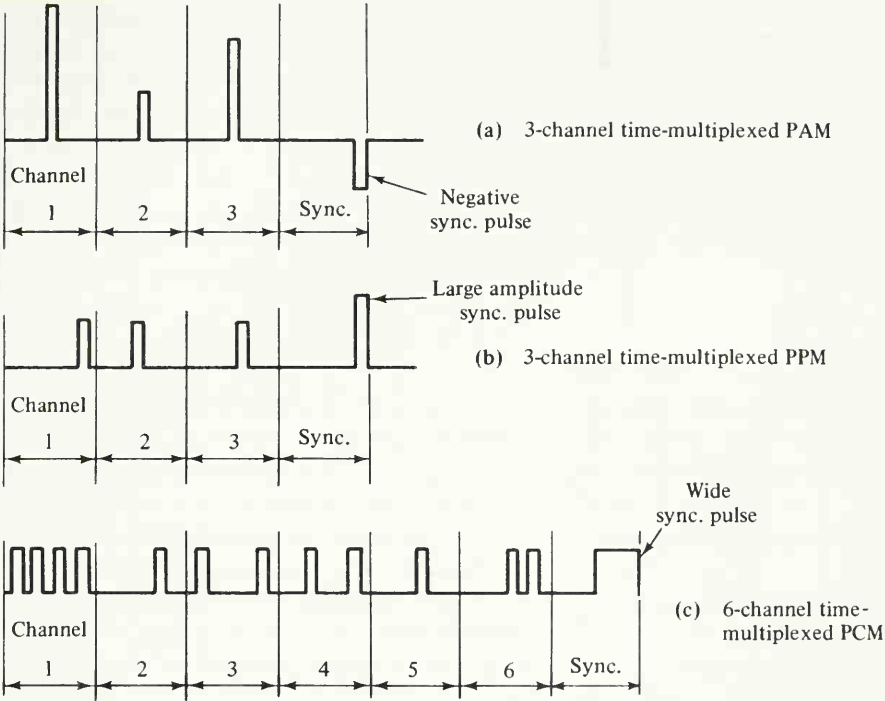 (a) 3-channel time-multiplexed PAM
Channel
1 2 3 Sync.
Negative
sync. pulse
Large amplitude
sync. pulse
(b) 3-channel time-multiplexed PPM
Channel
1 2 3 Sync.
Wide
sync. pulse
(c) 6-channel time-
multiplexed PCM
Channel
1 2 3 4 5 6 Sync.